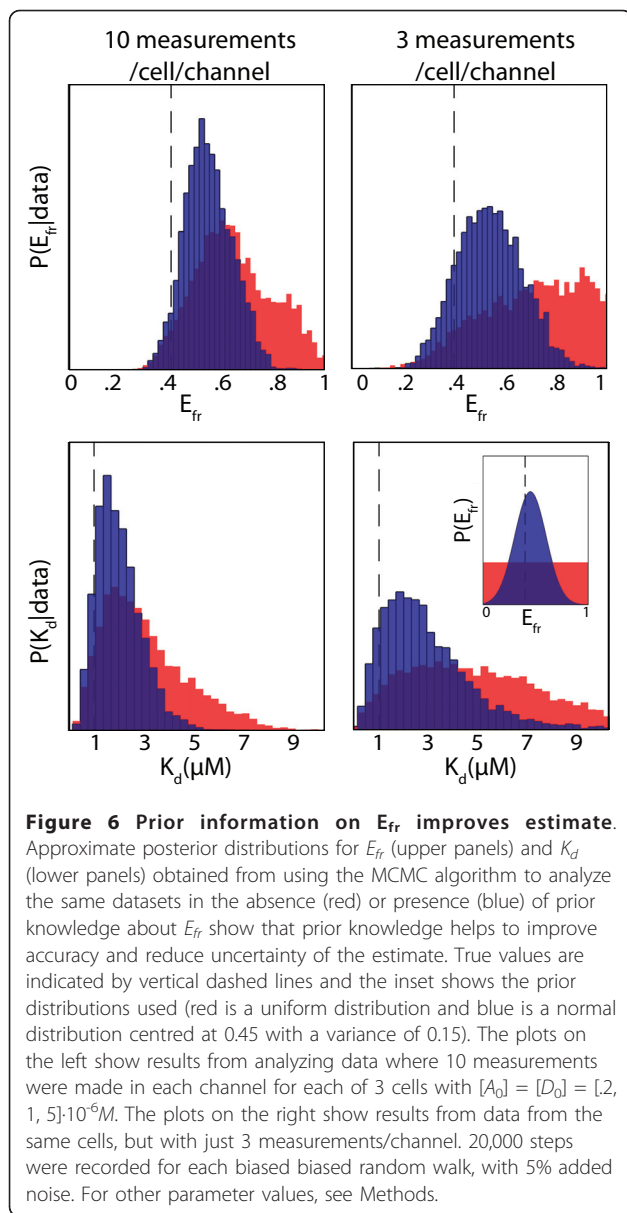 10 measurements
/cell/channel
3 measurements
/cell/channel
P(E_fr|data)
0 .2 .4 .6 .8 1
E_fr
0 .2 .4 .6 .8 1
E_fr
P(K_d|data)
1 3 5 7 9
K_d(μM)
P(E_fr)
0 1
E_fr
1 3 5 7 9
K_d(μM)
Figure 6 Prior information on E_fr improves estimate.
Approximate posterior distributions for E_fr (upper panels) and K_d
(lower panels) obtained from using the MCMC algorithm to analyze
the same datasets in the absence (red) or presence (blue) of prior
knowledge about E_fr show that prior knowledge helps to improve
accuracy and reduce uncertainty of the estimate. True values are
indicated by vertical dashed lines and the inset shows the prior
distributions used (red is a uniform distribution and blue is a normal
distribution centred at 0.45 with a variance of 0.15). The plots on
the left show results from analyzing data where 10 measurements
were made in each channel for each of 3 cells with [A_0] = [D_0] = [.2,
1, 5]·10^-6M. The plots on the right show results from data from the
same cells, but with just 3 measurements/channel. 20,000 steps
were recorded for each biased biased random walk, with 5% added
noise. For other parameter values, see Methods.